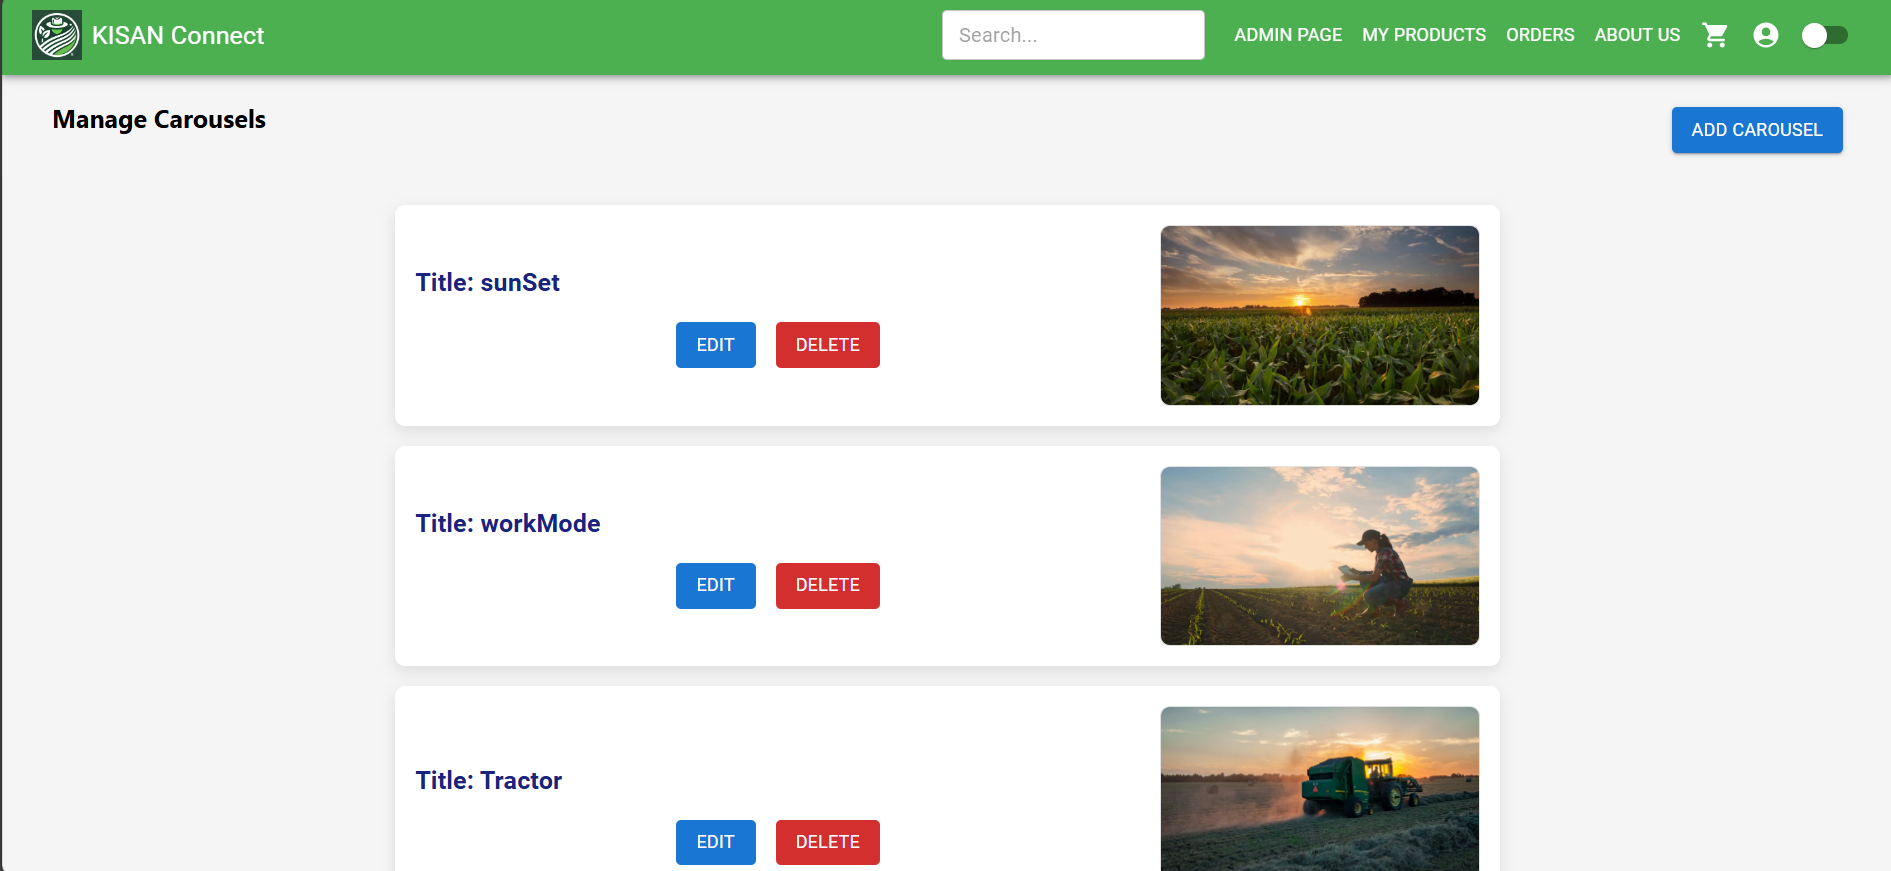 KISAN Connect
Search...
ADMIN PAGE
MY PRODUCTS
ORDERS
ABOUT US
Manage Carousels
ADD CAROUSEL
Title: sunSet
EDIT
DELETE
Title: workMode
EDIT
DELETE
Title: Tractor
EDIT
DELETE